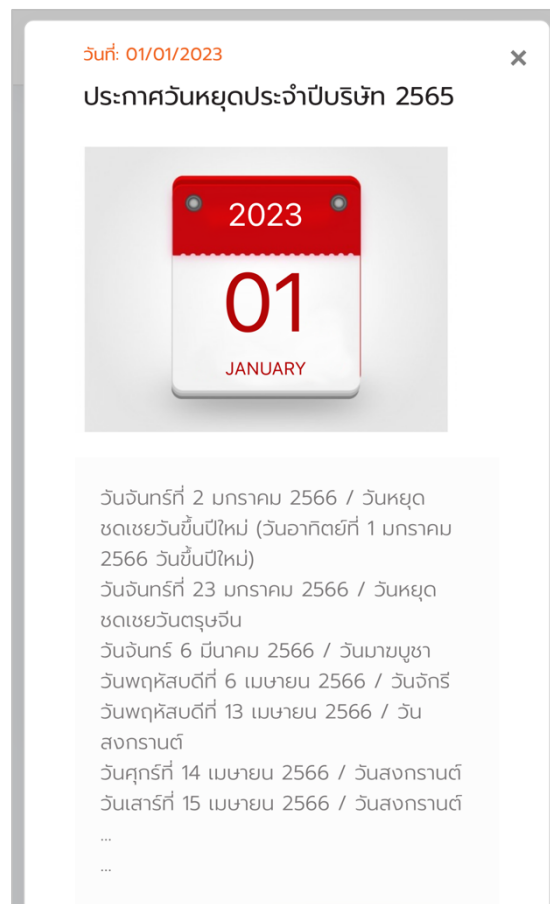 วันที่: 01/01/2023
×
ประกาศวันหยุดประจำปีบริษัท 2565
2023
01
JANUARY
วันจันทร์ที่ 2 มกราคม 2566 / วันหยุด
ชดเชยวันขึ้นปีใหม่ (วันอาทิตย์ที่ 1 มกราคม
2566 วันขึ้นปีใหม่)
วันจันทร์ที่ 23 มกราคม 2566 / วันหยุด
ชดเชยวันตรุษจีน
วันจันทร์ 6 มีนาคม 2566 / วันมาฆบูชา
วันพฤหัสบดีที่ 6 เมษายน 2566 / วันจักรี
วันพฤหัสบดีที่ 13 เมษายน 2566 / วัน
สงกรานต์
วันศุกร์ที่ 14 เมษายน 2566 / วันสงกรานต์
วันเสาร์ที่ 15 เมษายน 2566 / วันสงกรานต์
...
...